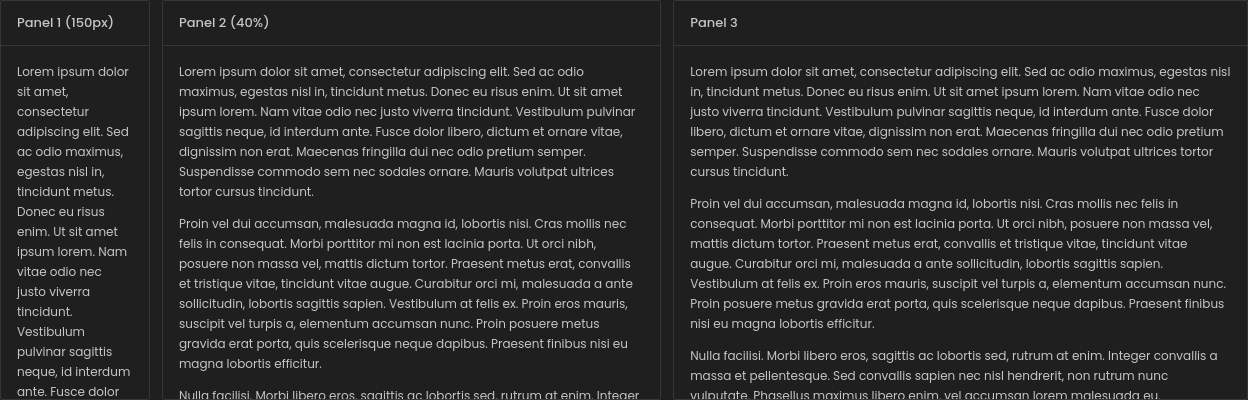 Panel 1 (150px)
Lorem ipsum dolor
sit amet,
consectetur
adipiscing elit. Sed
ac odio maximus,
egestas nisl in,
tincidunt metus.
Donec eu risus
enim. Ut sit amet
ipsum lorem. Nam
vitae odio nec
justo viverra
tincidunt.
Vestibulum
pulvinar sagittis
neque, id interdum
ante. Fusce dolor
Panel 2 (40%)
Lorem ipsum dolor sit amet, consectetur adipiscing elit. Sed ac odio
maximus, egestas nisl in, tincidunt metus. Donec eu risus enim. Ut sit amet
ipsum lorem. Nam vitae odio nec justo viverra tincidunt. Vestibulum pulvinar
sagittis neque, id interdum ante. Fusce dolor libero, dictum et ornare vitae,
dignissim non erat. Maecenas fringilla dui nec odio pretium semper.
Suspendisse commodo sem nec sodales ornare. Mauris volutpat ultrices
tortor cursus tincidunt.
Proin vel dui accumsan, malesuada magna id, lobortis nisi. Cras mollis nec
felis in consequat. Morbi porttitor mi non est lacinia porta. Ut orci nibh,
posuere non massa vel, mattis dictum tortor. Praesent metus erat, convallis
et tristique vitae, tincidunt vitae augue. Curabitur orci mi, malesuada a ante
sollicitudin, lobortis sagittis sapien. Vestibulum at felis ex. Proin eros mauris,
suscipit vel turpis a, elementum accumsan nunc. Proin posuere metus
gravida erat porta, quis scelerisque neque dapibus. Praesent finibus nisi eu
magna lobortis efficitur.
Nulla facilisi. Morbi libero eros, sagittis ac lobortis sed, rutrum at enim. Integer
Panel 3
Lorem ipsum dolor sit amet, consectetur adipiscing elit. Sed ac odio maximus, egestas nisl
in, tincidunt metus. Donec eu risus enim. Ut sit amet ipsum lorem. Nam vitae odio nec
justo viverra tincidunt. Vestibulum pulvinar sagittis neque, id interdum ante. Fusce dolor
libero, dictum et ornare vitae, dignissim non erat. Maecenas fringilla dui nec odio pretium
semper. Suspendisse commodo sem nec sodales ornare. Mauris volutpat ultrices tortor
cursus tincidunt.
Proin vel dui accumsan, malesuada magna id, lobortis nisi. Cras mollis nec felis in
consequat. Morbi porttitor mi non est lacinia porta. Ut orci nibh, posuere non massa vel,
mattis dictum tortor. Praesent metus erat, convallis et tristique vitae, tincidunt vitae
augue. Curabitur orci mi, malesuada a ante sollicitudin, lobortis sagittis sapien.
Vestibulum at felis ex. Proin eros mauris, suscipit vel turpis a, elementum accumsan nunc.
Proin posuere metus gravida erat porta, quis scelerisque neque dapibus. Praesent finibus
nisi eu magna lobortis efficitur.
Nulla facilisi. Morbi libero eros, sagittis ac lobortis sed, rutrum at enim. Integer convallis a
massa et pellentesque. Sed convallis sapien nec nisl hendrerit, non rutrum nunc
vulputate. Phasellus maximus libero enim, vel accumsan lorem malesuada eu.